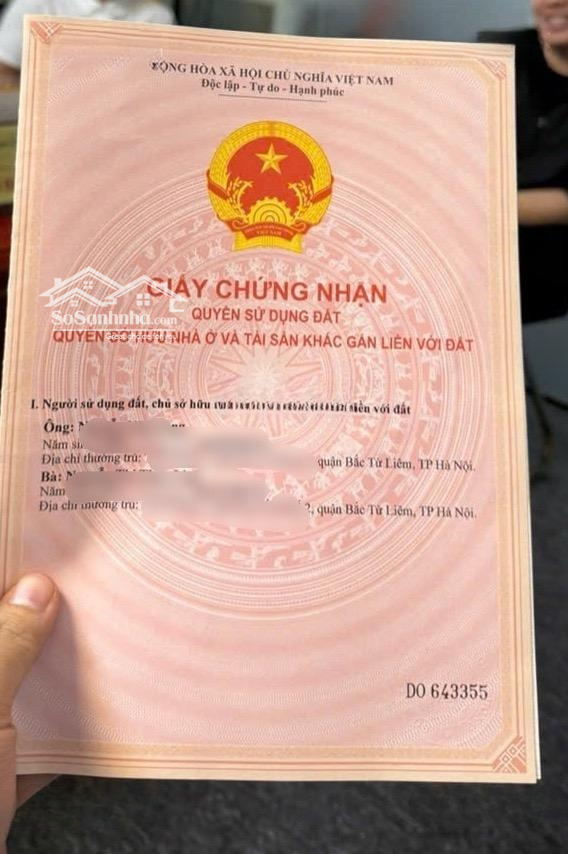 CỘNG HÒA XÃ HỘI CHỦ NGHĨA VIỆT NAM
Độc lập - Tự do - Hạnh phúc
GIẤY CHỨNG NHẬN
QUYỀN SỬ DỤNG ĐẤT
QUYỀN NHÀ Ở VÀ TÀI SẢN KHÁC GẮN LIỀN VỚI ĐẤT
SoSanhnha.com
I. Người sử dụng đất, chủ sở hữu liền với đất
Ông:
Năm
Địa chỉ thường trú: quận Bắc Từ Liêm, TP Hà Nội.
Bà:
Năm
Địa chỉ thường trú: quận Bắc Từ Liêm, TP Hà Nội.
DO 643355